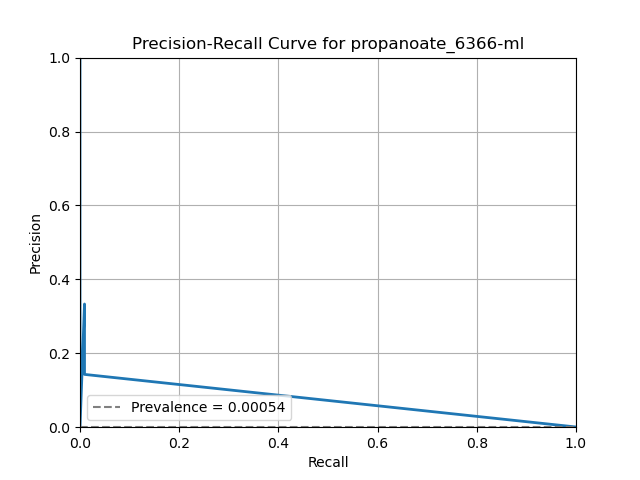 Precision-Recall Curve for propanoate_6366-ml
1.0
0.8
0.6
0.4
0.2
0.0
Precision
Prevalence = 0.00054
0.0 0.2 0.4 0.6 0.8 1.0
Recall